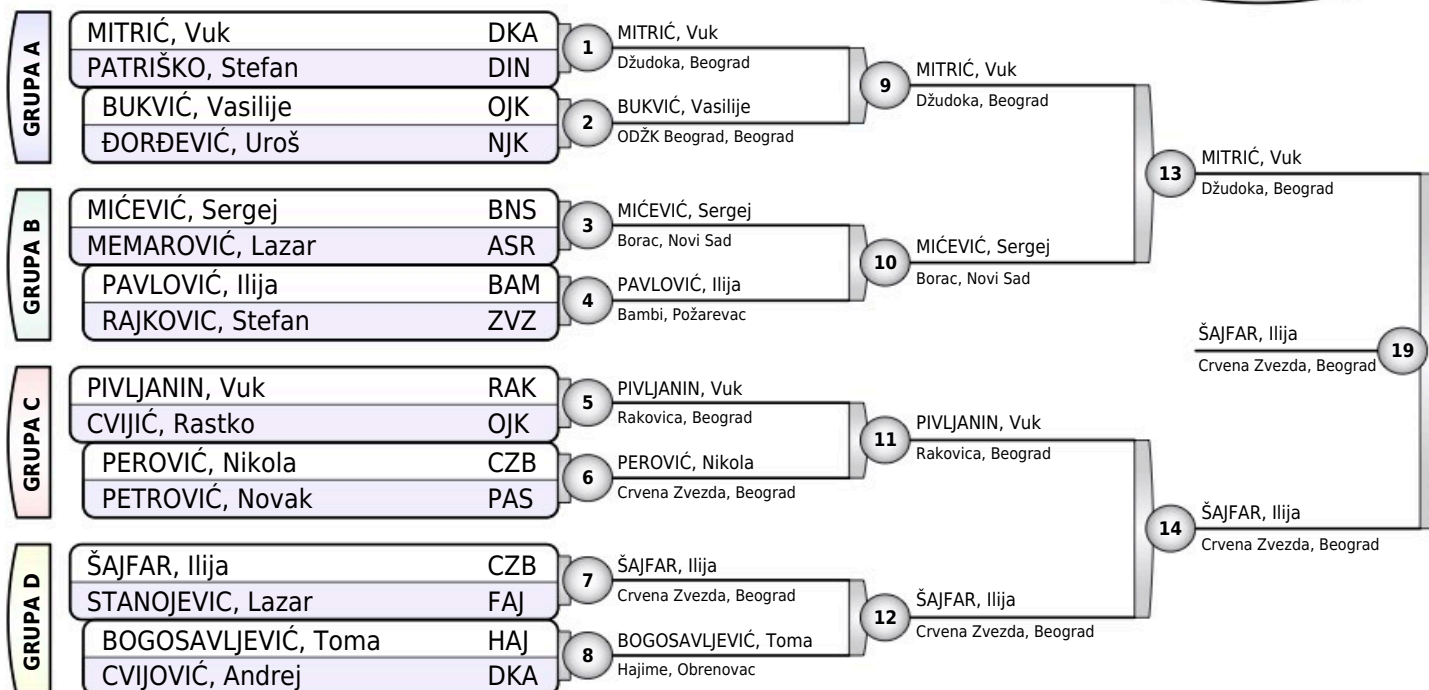 GRUPA A
MITRIĆ, Vuk DKA
PATRIŠKO, Stefan DIN
BUKVIĆ, Vasilije OJK
ĐORĐEVIĆ, Uroš NJK
GRUPA B
MIĆEVIĆ, Sergej BNS
MEMAROVIĆ, Lazar ASR
PAVLOVIĆ, Ilija BAM
RAJKOVIC, Stefan ZVZ
GRUPA C
PIVLJANIN, Vuk RAK
CVIJIĆ, Rastko OJK
PEROVIĆ, Nikola CZB
PETROVIĆ, Novak PAS
GRUPA D
ŠAJFAR, Ilija CZB
STANOJEVIC, Lazar FAJ
BOGOSAVLJEVIĆ, Toma HAJ
CVIJOVIĆ, Andrej DKA
1 MITRIĆ, Vuk
Džudoka, Beograd
2 BUKVIĆ, Vasilije
ODŽK Beograd, Beograd
3 MIĆEVIĆ, Sergej
Borac, Novi Sad
4 PAVLOVIĆ, Ilija
Bambi, Požarevac
5 PIVLJANIN, Vuk
Rakovica, Beograd
6 PEROVIĆ, Nikola
Crvena Zvezda, Beograd
7 ŠAJFAR, Ilija
Crvena Zvezda, Beograd
8 BOGOSAVLJEVIĆ, Toma
Hajime, Obrenovac
9 MITRIĆ, Vuk
Džudoka, Beograd
10 MIĆEVIĆ, Sergej
Borac, Novi Sad
11 PIVLJANIN, Vuk
Rakovica, Beograd
12 ŠAJFAR, Ilija
Crvena Zvezda, Beograd
13 MITRIĆ, Vuk
Džudoka, Beograd
14 ŠAJFAR, Ilija
Crvena Zvezda, Beograd
ŠAJFAR, Ilija 19
Crvena Zvezda, Beograd